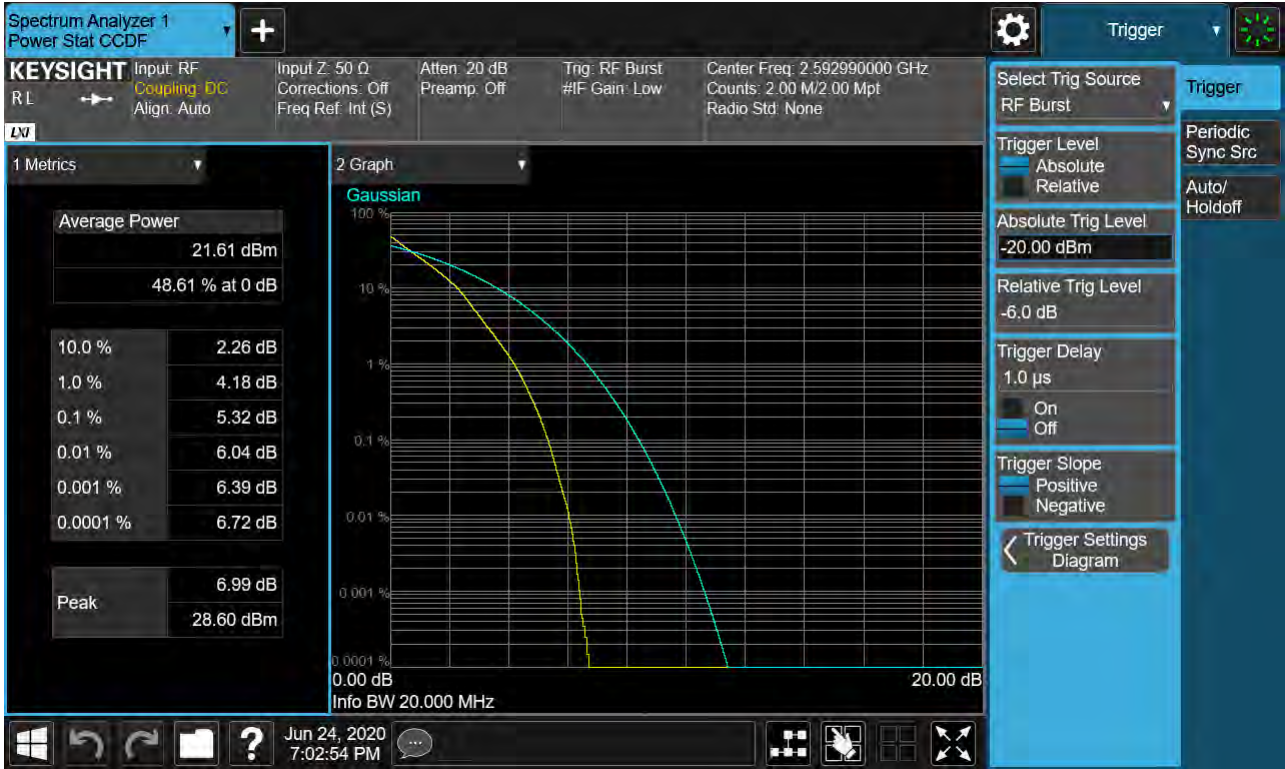 Spectrum Analyzer 1
Power Stat CCDF
+
Trigger
KEYSIGHT
RL
LXI
Input: RF
Coupling: DC
Align: Auto
Input Z: 50 Ω
Corrections: Off
Freq Ref: Int (S)
Atten: 20 dB
Preamp: Off
Trig: RF Burst
#IF Gain: Low
Center Freq: 2.592990000 GHz
Counts: 2.00 M/2.00 Mpt
Radio Std: None
1 Metrics
Average Power
21.61 dBm
48.61 % at 0 dB
10.0 % 2.26 dB
1.0 % 4.18 dB
0.1 % 5.32 dB
0.01 % 6.04 dB
0.001 % 6.39 dB
0.0001 % 6.72 dB
Peak
6.99 dB
28.60 dBm
2 Graph
Gaussian
100 %
10 %
1 %
0.1 %
0.01 %
0.001 %
0.0001 %
0.00 dB 20.00 dB
Info BW 20.000 MHz
Select Trig Source
RF Burst
Trigger Level
Absolute
Relative
Absolute Trig Level
-20.00 dBm
Relative Trig Level
-6.0 dB
Trigger Delay
1.0 µs
On
Off
Trigger Slope
Positive
Negative
Trigger Settings
Diagram
Trigger
Periodic
Sync Src
Auto/
Holdoff
?
Jun 24, 2020
7:02:54 PM